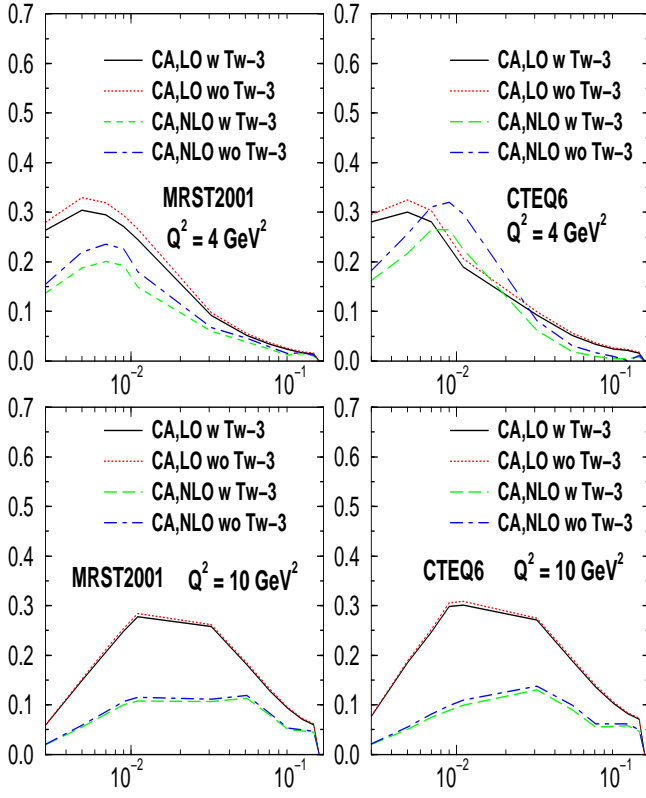 0.7
0.6
0.5
0.4
0.3
0.2
0.1
0.0
CA,LO w Tw−3
CA,LO wo Tw−3
CA,NLO w Tw−3
CA,NLO wo Tw−3
MRST2001
Q² = 4 GeV²
10⁻²
10⁻¹
0.7
0.6
0.5
0.4
0.3
0.2
0.1
0.0
CA,LO w Tw−3
CA,LO wo Tw−3
CA,NLO w Tw−3
CA,NLO wo Tw−3
CTEQ6
Q² = 4 GeV²
10⁻²
10⁻¹
0.7
0.6
0.5
0.4
0.3
0.2
0.1
0.0
CA,LO w Tw−3
CA,LO wo Tw−3
CA,NLO w Tw−3
CA,NLO wo Tw−3
MRST2001 Q² = 10 GeV²
10⁻²
10⁻¹
0.7
0.6
0.5
0.4
0.3
0.2
0.1
0.0
CA,LO w Tw−3
CA,LO wo Tw−3
CA,NLO w Tw−3
CA,NLO wo Tw−3
CTEQ6 Q² = 10 GeV²
10⁻²
10⁻¹